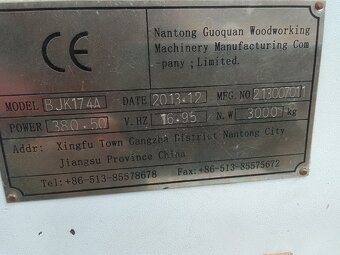 CE
Nantong Guoquan Woodworking
Machinery Manufacturing Com
-pany ; Limited.
MODEL BJK174A DATE 2013.12 MFG. NO 213007011
POWER 380.50 V.HZ 16.95 N.W 3000 kg
Addr: Xingfu Town Gangzha District Nantong City
Jiangsu Province China
Tel:+86-513-85578678 Fax:+86-513-85575672